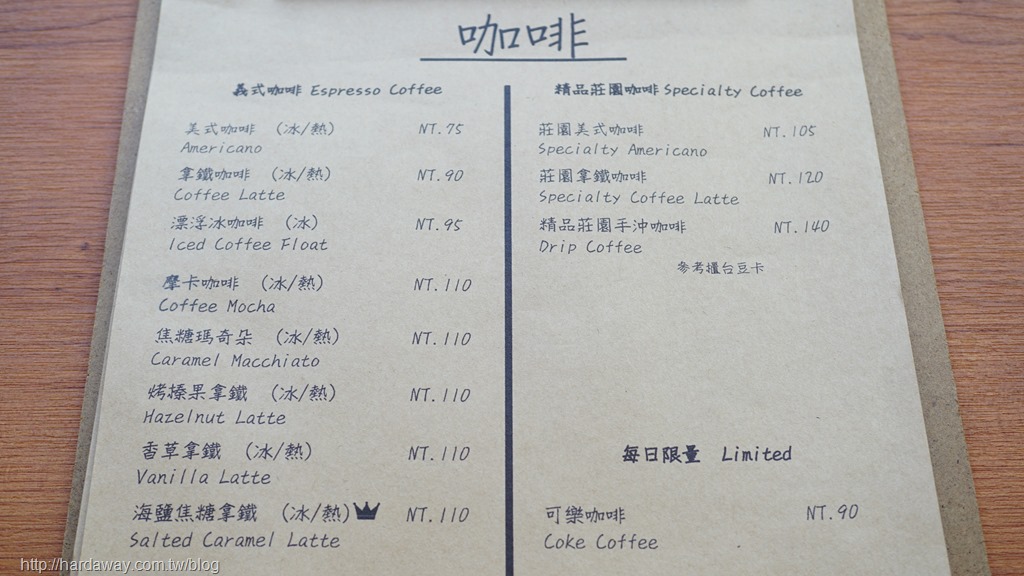 咖啡
義式咖啡 Espresso Coffee
美式咖啡 (冰/熱) NT.75
Americano
拿鐵咖啡 (冰/熱) NT.90
Coffee Latte
漂浮冰咖啡 (冰) NT.95
Iced Coffee Float
摩卡咖啡 (冰/熱) NT.110
Coffee Mocha
焦糖瑪奇朵 (冰/熱) NT.110
Caramel Macchiato
烤榛果拿鐵 (冰/熱) NT.110
Hazelnut Latte
香草拿鐵 (冰/熱) NT.110
Vanilla Latte
海鹽焦糖拿鐵 (冰/熱) NT.110
Salted Caramel Latte
精品莊園咖啡 Specialty Coffee
莊園美式咖啡 NT.105
Specialty Americano
莊園拿鐵咖啡 NT.120
Specialty Coffee Latte
精品莊園手沖咖啡 NT.140
Drip Coffee
參考櫃台豆卡
每日限量 Limited
可樂咖啡 NT.90
Coke Coffee
http://hardaway.com.tw/blog